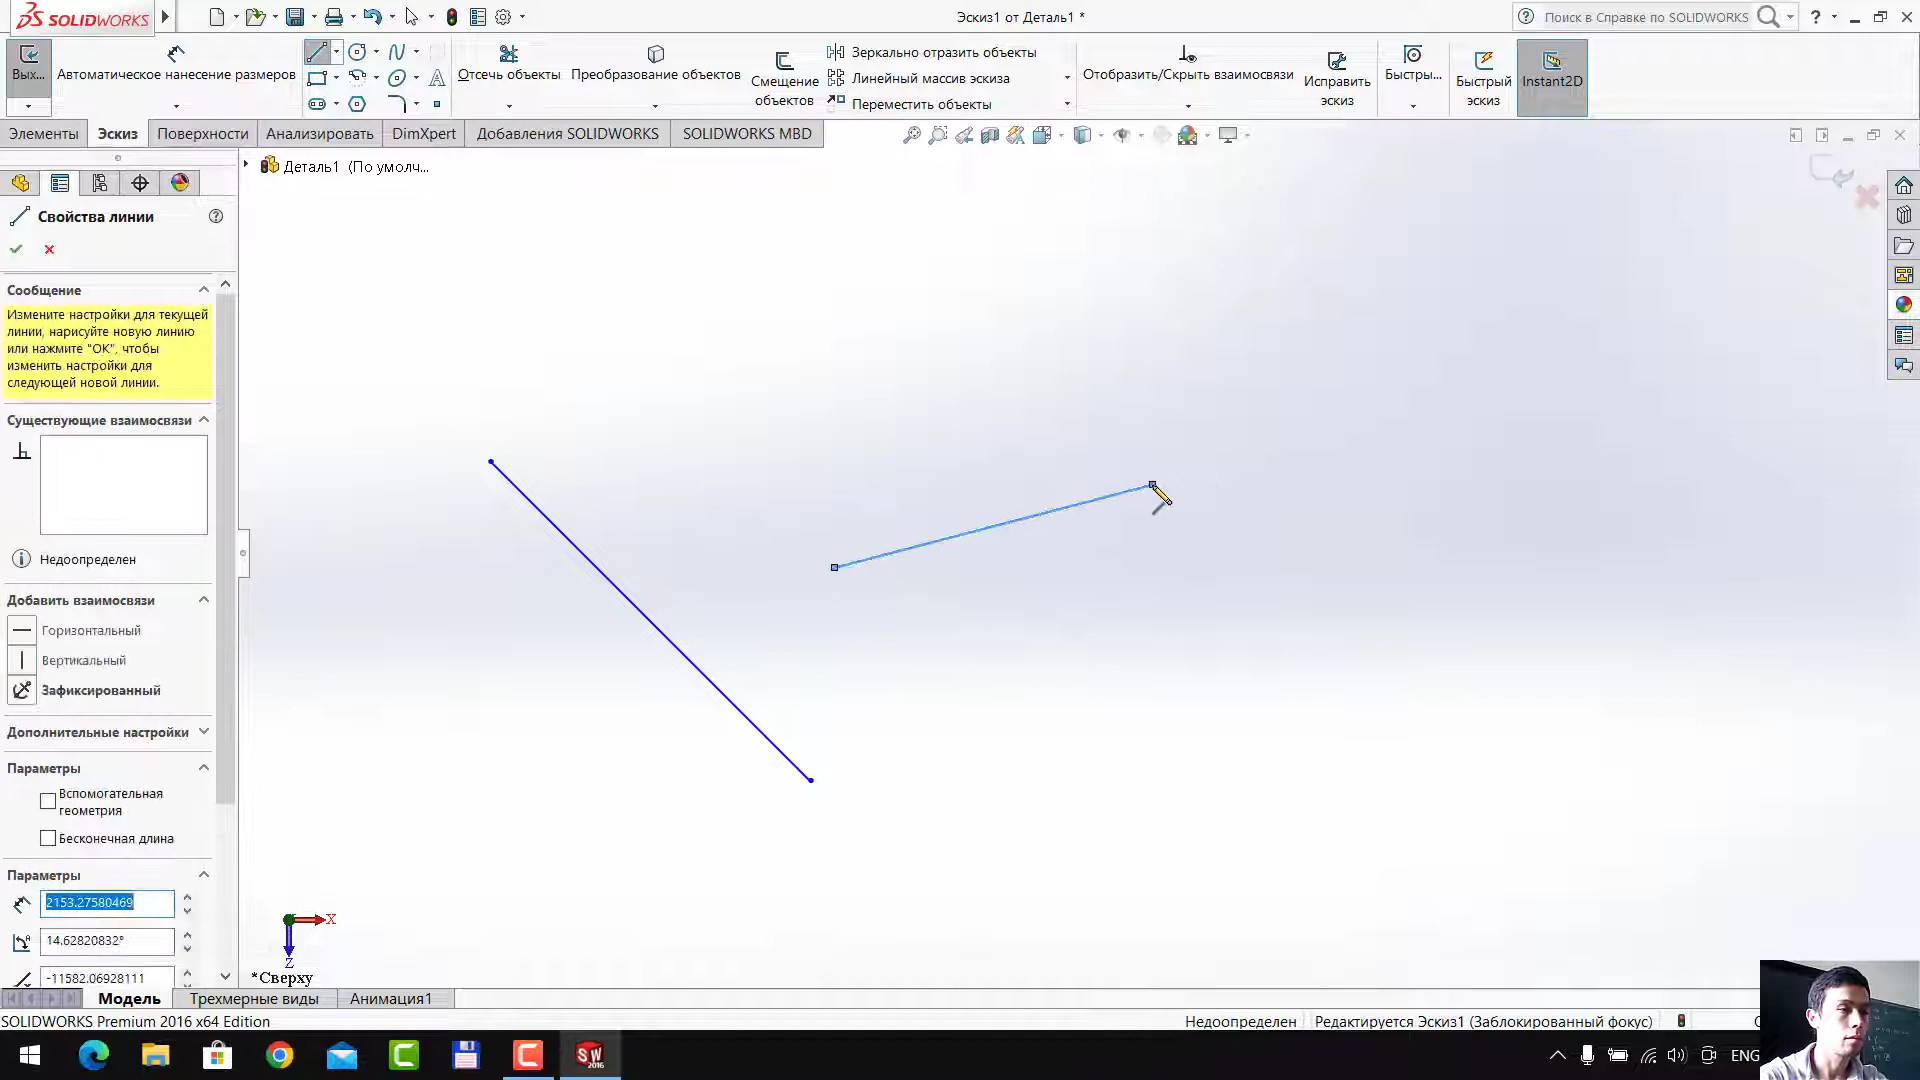 SOLIDWORKS
Эскиз1 от Деталь1 *
Поиск в Справке по SOLIDWORKS
Вых...
Автоматическое нанесение размеров
Отсечь объекты
Преобразование объектов
Смещение
объектов
Зеркально отразить объекты
Линейный массив эскиза
Переместить объекты
Отобразить/Скрыть взаимосвязи
Исправить
эскиз
Быстры...
Быстрый
эскиз
Instant2D
Элементы
Эскиз
Поверхности
Анализировать
DimXpert
Добавления SOLIDWORKS
SOLIDWORKS MBD
Деталь1 (По умолч...
Свойства линии
Сообщение
Измените настройки для текущей
линии, нарисуйте новую линию
или нажмите "ОК", чтобы
изменить настройки для
следующей новой линии.
Существующие взаимосвязи
Недоопределен
Добавить взаимосвязи
Горизонтальный
Вертикальный
Зафиксированный
Дополнительные настройки
Параметры
Вспомогательная
геометрия
Бесконечная длина
Параметры
2153.27580469
14.62820832°
-11582.06928111
X
Z
*Сверху
Модель
Трехмерные виды
Анимация1
SOLIDWORKS Premium 2016 x64 Edition
Недоопределен
Редактируется Эскиз1 (Заблокированный фокус)
SW
2016
ENG